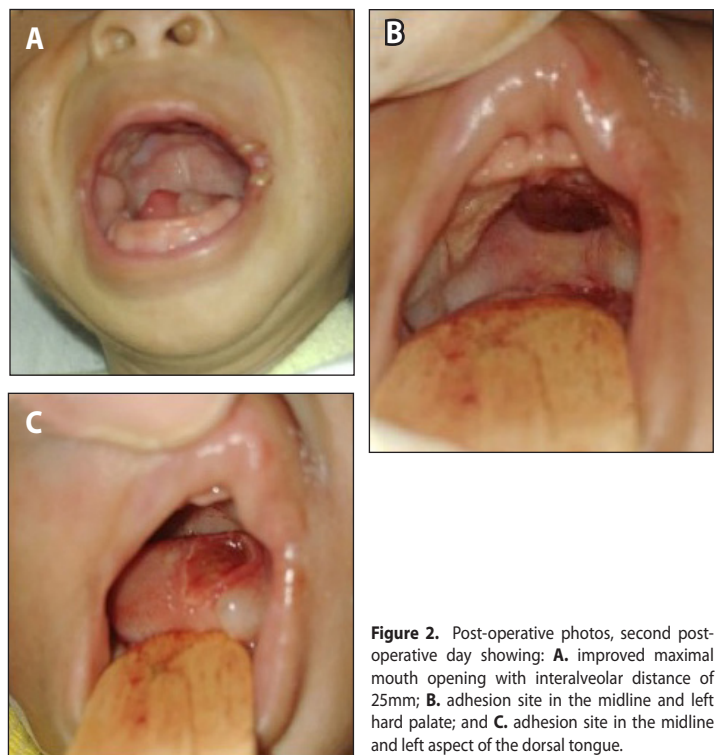 A
B
C
Figure 2. Post-operative photos, second post-
operative day showing: A. improved maximal
mouth opening with interalveolar distance of
25mm; B. adhesion site in the midline and left
hard palate; and C. adhesion site in the midline
and left aspect of the dorsal tongue.